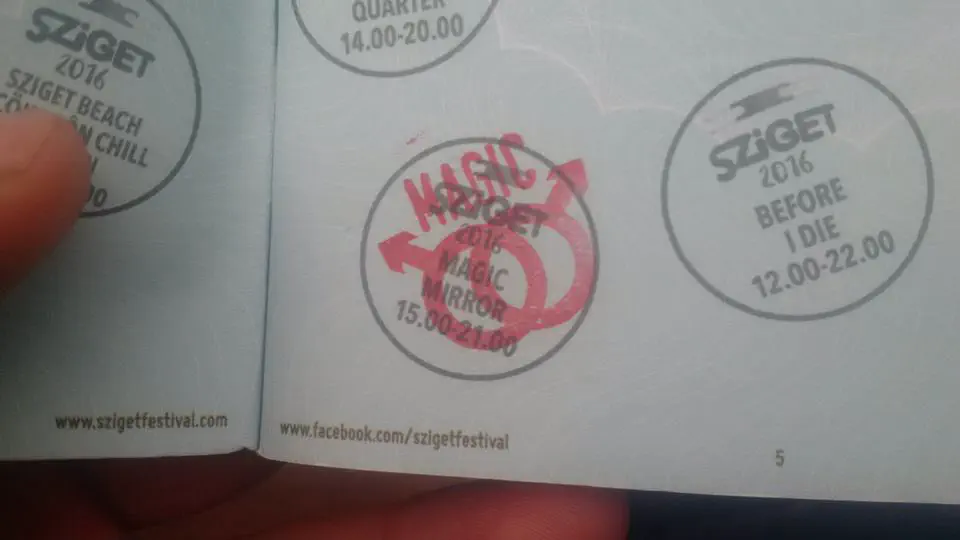 SZiGET
2016
SZIGET BEACH
CHILL
QUARTER
14.00-20.00
MAGIC
SZiGET
2016
MAGIC
MIRROR
15.00-21.00
SZiGET
2016
BEFORE
I DIE
12.00-22.00
www.szigetfestival.com
www.facebook.com/szigetfestival
5